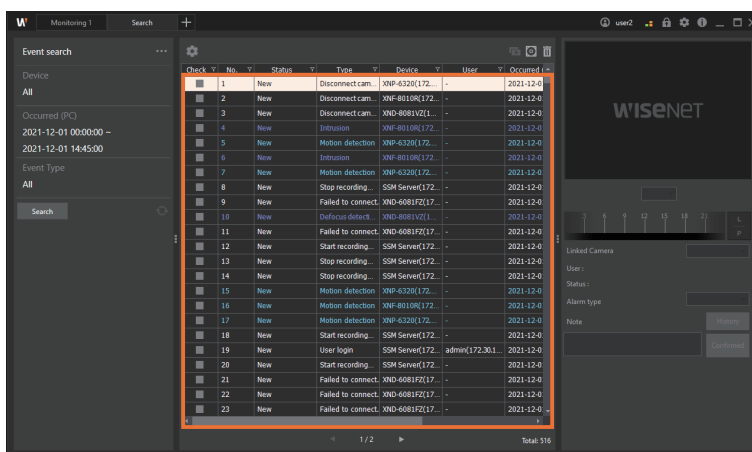 W Monitoring 1 Search + user2
Event search ...
Device
All
Occurred (PC)
2021-12-01 00:00:00 ~
2021-12-01 14:45:00
Event Type
All
Search
Check No. Status Type Device User Occurred
1 New Disconnect cam... XNP-6320(172.... - 2021-12-0
2 New Disconnect cam... XNF-8010R(172... - 2021-12-0
3 New Disconnect cam... XND-8081VZ(1... - 2021-12-0
4 New Intrusion XNF-8010R(172... - 2021-12-0
5 New Motion detection XNP-6320(172.... - 2021-12-0
6 New Intrusion XNF-8010R(172... - 2021-12-0
7 New Motion detection XNP-6320(172.... - 2021-12-0
8 New Stop recording... SSM Server(172... - 2021-12-0
9 New Failed to connect. XND-6081FZ(17... - 2021-12-0
10 New Defocus detecti... XND-8081VZ(1... - 2021-12-0
11 New Failed to connect. XND-6081FZ(17... - 2021-12-0
12 New Start recording... SSM Server(172... - 2021-12-0
13 New Stop recording... SSM Server(172... - 2021-12-0
14 New Stop recording... SSM Server(172... - 2021-12-0
15 New Motion detection XNP-6320(172.... - 2021-12-0
16 New Motion detection XNF-8010R(172... - 2021-12-0
17 New Motion detection XNP-6320(172.... - 2021-12-0
18 New Start recording... SSM Server(172... - 2021-12-0
19 New User login SSM Server(172... admin(172.30.1... 2021-12-0
20 New Start recording... SSM Server(172... - 2021-12-0
21 New Failed to connect. XND-6081FZ(17... - 2021-12-0
22 New Failed to connect. XND-6081FZ(17... - 2021-12-0
23 New Failed to connect. XND-6081FZ(17... - 2021-12-0
1 / 2 Total: 516
WISENET
3 6 9 12 15 18 21 L
P
Linked Camera
User :
Status :
Alarm type
Note History
Confirmed